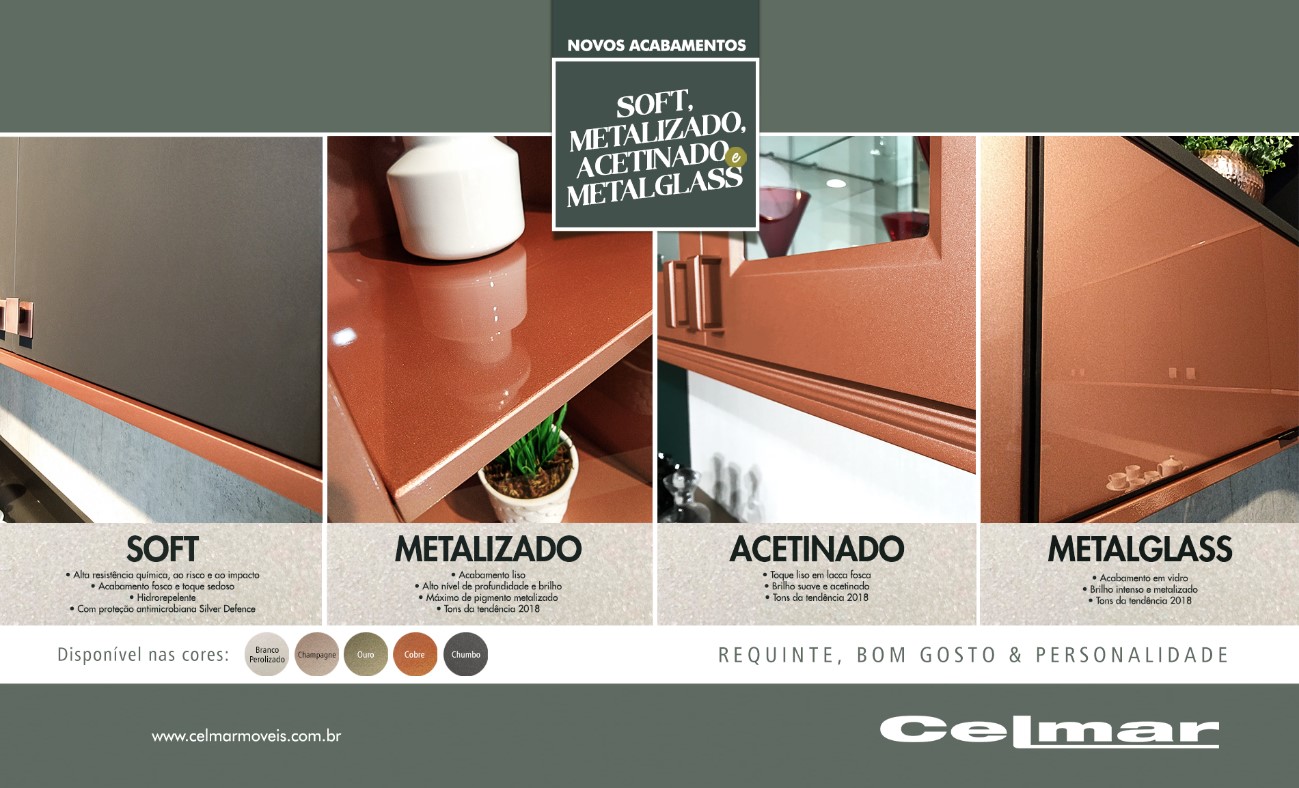 NOVOS ACABAMENTOS
SOFT,
METALIZADO,
ACETINADO e
METALGLASS
SOFT
• Alta resistência química, ao risco e ao impacto
• Acabamento fosco e toque sedoso
• Hidrorepelente
• Com proteção antimicrobiana Silver Defence
METALIZADO
• Acabamento liso
• Alto nível de profundidade e brilho
• Máximo de pigmento metalizado
• Tons da tendência 2018
ACETINADO
• Toque liso em lacca fosca
• Brilho suave e acetinado
• Tons da tendência 2018
METALGLASS
• Acabamento em vidro
• Brilho intenso e metalizado
• Tons da tendência 2018
Disponível nas cores:
Branco
Perolizado
Champagne
Ouro
Cobre
Chumbo
REQUINTE, BOM GOSTO & PERSONALIDADE
www.celmarmoveis.com.br
Celmar